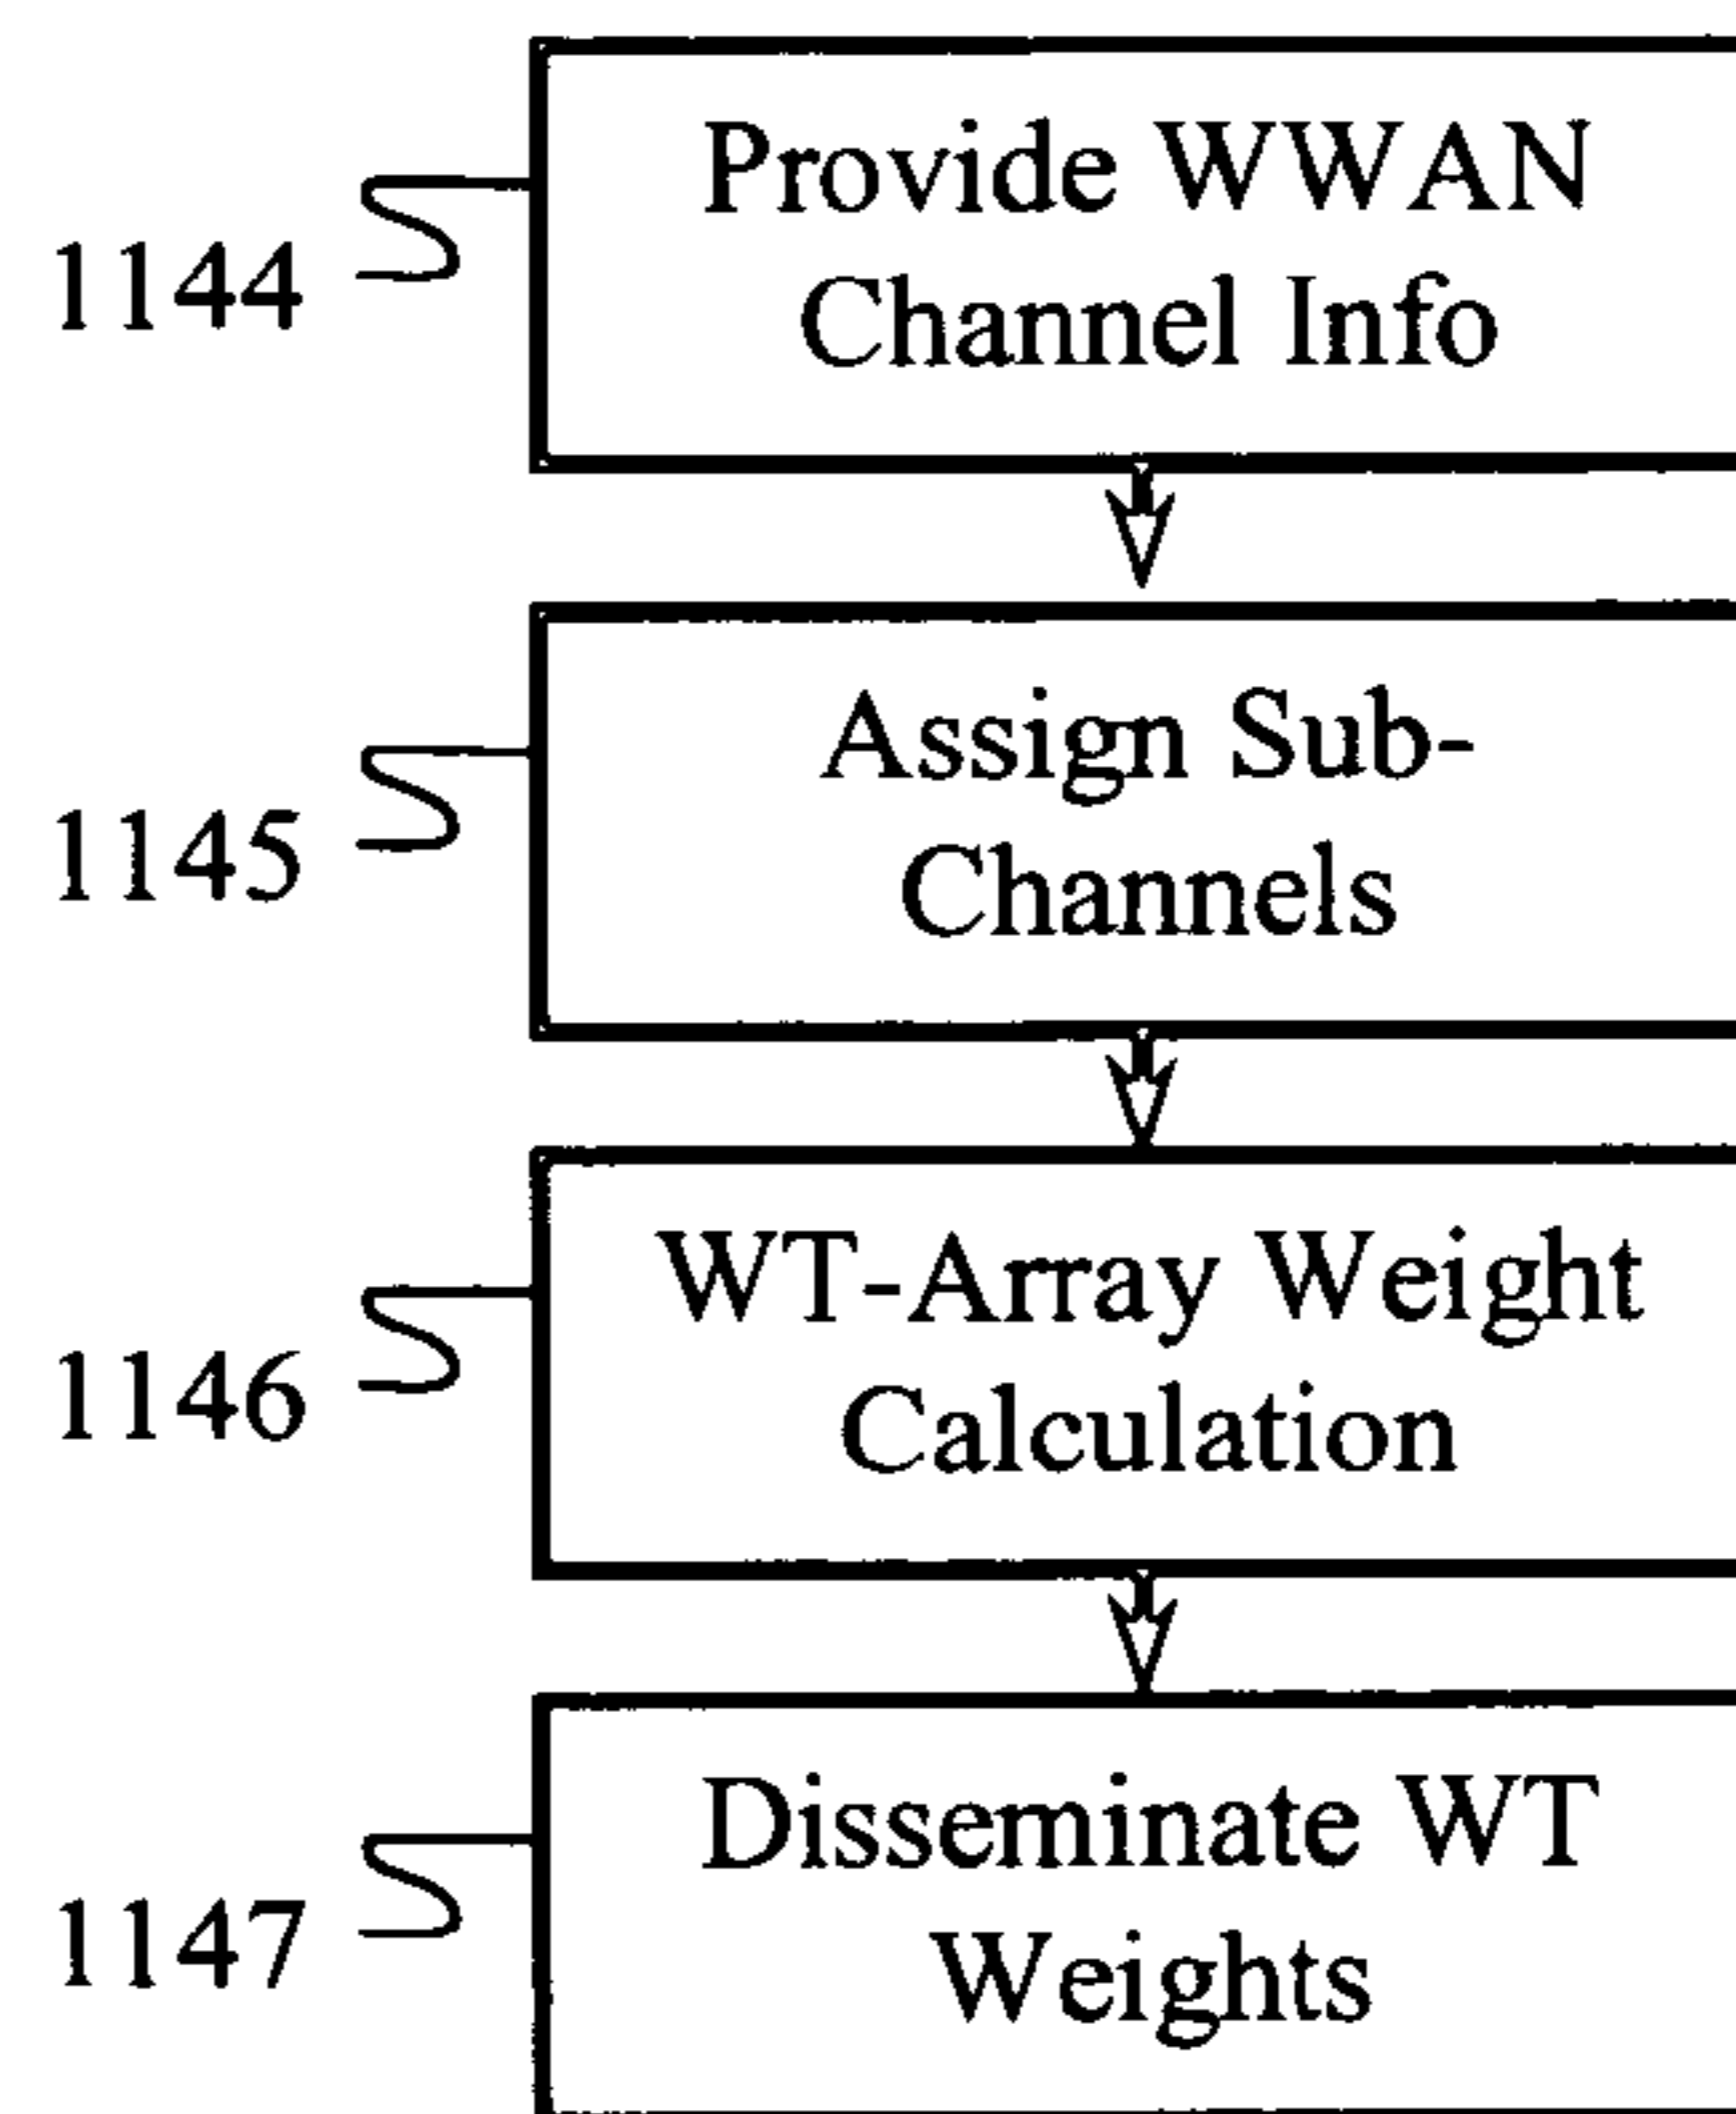 Provide WWAN
Channel Info
1144
Assign Sub-
Channels
1145
WT-Array Weight
Calculation
1146
Disseminate WT
Weights
1147